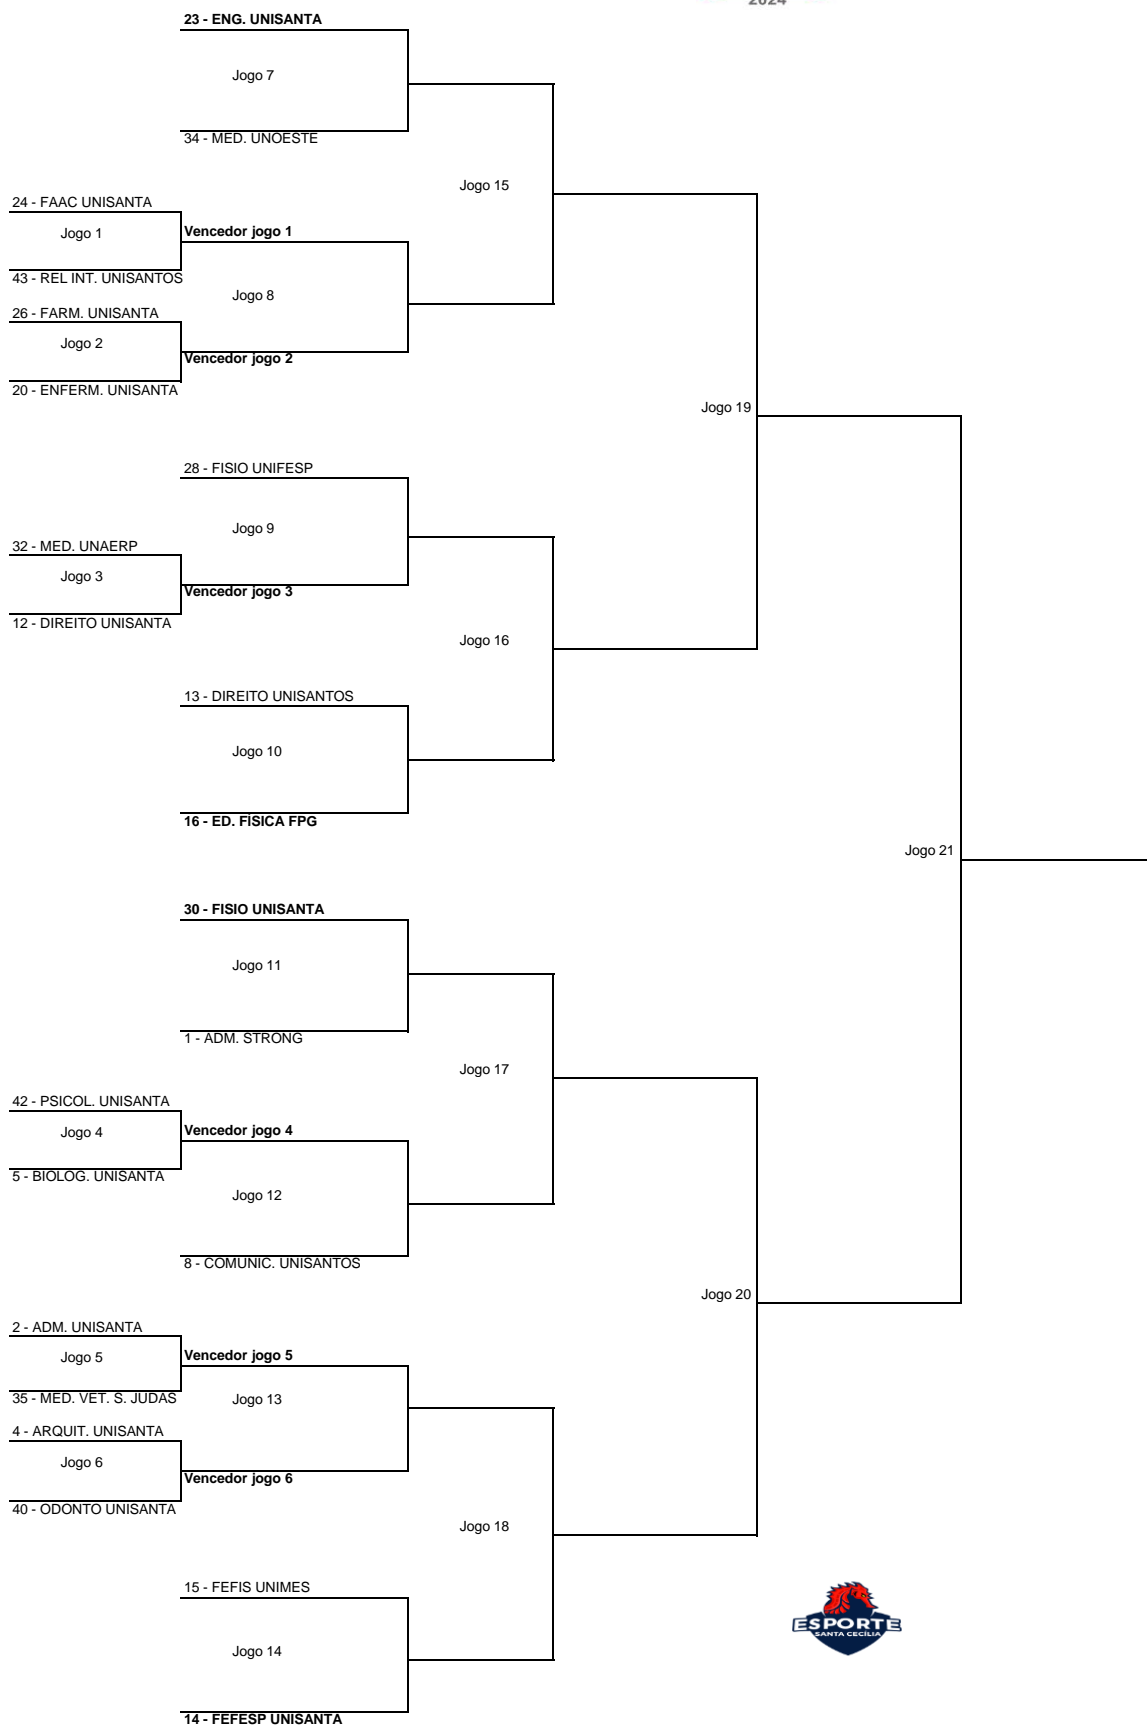 2024
23 - ENG. UNISANTA
Jogo 7
34 - MED. UNOESTE
Jogo 15
24 - FAAC UNISANTA
Jogo 1
Vencedor jogo 1
43 - REL INT. UNISANTOS
Jogo 8
26 - FARM. UNISANTA
Jogo 2
Vencedor jogo 2
20 - ENFERM. UNISANTA
Jogo 19
28 - FISIO UNIFESP
Jogo 9
32 - MED. UNAERP
Jogo 3
Vencedor jogo 3
12 - DIREITO UNISANTA
Jogo 16
13 - DIREITO UNISANTOS
Jogo 10
16 - ED. FÍSICA FPG
Jogo 21
30 - FISIO UNISANTA
Jogo 11
1 - ADM. STRONG
Jogo 17
42 - PSICOL. UNISANTA
Jogo 4
Vencedor jogo 4
5 - BIOLOG. UNISANTA
Jogo 12
8 - COMUNIC. UNISANTOS
Jogo 20
2 - ADM. UNISANTA
Jogo 5
Vencedor jogo 5
35 - MED. VET. S. JUDAS
Jogo 13
4 - ARQUIT. UNISANTA
Jogo 6
Vencedor jogo 6
40 - ODONTO UNISANTA
Jogo 18
15 - FEFIS UNIMES
Jogo 14
14 - FEFESP UNISANTA
ESPORTE
SANTA CECÍLIA